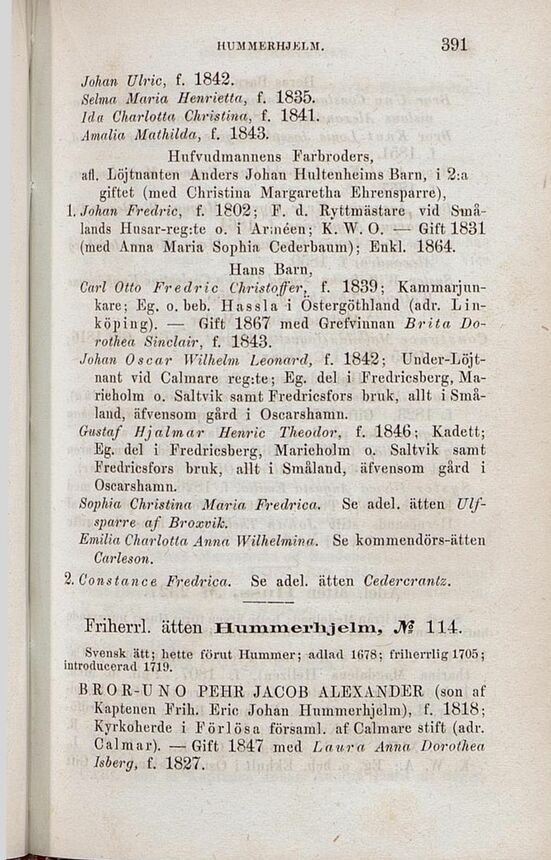 HUMMERHJELM. 391
Johan Ulric, f. 1842.
Selma Maria Henrietta, f. 1835.
Ida Charlotta Christina, f. 1841.
Amalia Mathilda, f. 1843.
Hufvudmannens Farbroders,
afl. Löjtnanten Anders Johan Hultenheims Barn, i 2:a
giftet (med Christina Margaretha Ehrensparre),
1. Johan Fredric, f. 1802; F. d. Ryttmästare vid Små-
lands Husar-reg:te o. i Arméen; K. W. O. — Gift 1831
(med Anna Maria Sophia Cederbaum); Enkl. 1864.
Hans Barn,
Carl Otto Fredric Christoffer, f. 1839; Kammarjun-
kare; Eg. o. beb. Hassla i Östergöthland (adr. Lin-
köping). — Gift 1867 med Grefvinnan Brita Do-
rothea Sinclair, f. 1843.
Johan Oscar Wilhelm Leonard, f. 1842; Under-Löjt-
nant vid Calmare reg:te; Eg. del i Fredricsberg, Ma-
rieholm o. Saltvik samt Fredricsfors bruk, allt i Små-
land, äfvensom gård i Oscarshamn.
Gustaf Hjalmar Henric Theodor, f. 1846; Kadett;
Eg. del i Fredricsberg, Marieholm o. Saltvik samt
Fredricsfors bruk, allt i Småland, äfvensom gård i
Oscarshamn.
Sophia Christina Maria Fredrica. Se adel. ätten Ulf-
sparre af Broxvik.
Emilia Charlotta Anna Wilhelmina. Se kommendörs-ätten
Carleson.
2. Constance Fredrica. Se adel. ätten Cedercrantz.
Friherrl. ätten Hummerhjelm, № 114.
Svensk ätt; hette förut Hummer; adlad 1678; friherrlig 1705;
introducerad 1719.
BROR-UNO PEHR JACOB ALEXANDER (son af
Kaptenen Frih. Eric Johan Hummerhjelm), f. 1818;
Kyrkoherde i Förlösa församl. af Calmare stift (adr.
Calmar). — Gift 1847 med Laura Anna Dorothea
Isberg, f. 1827.